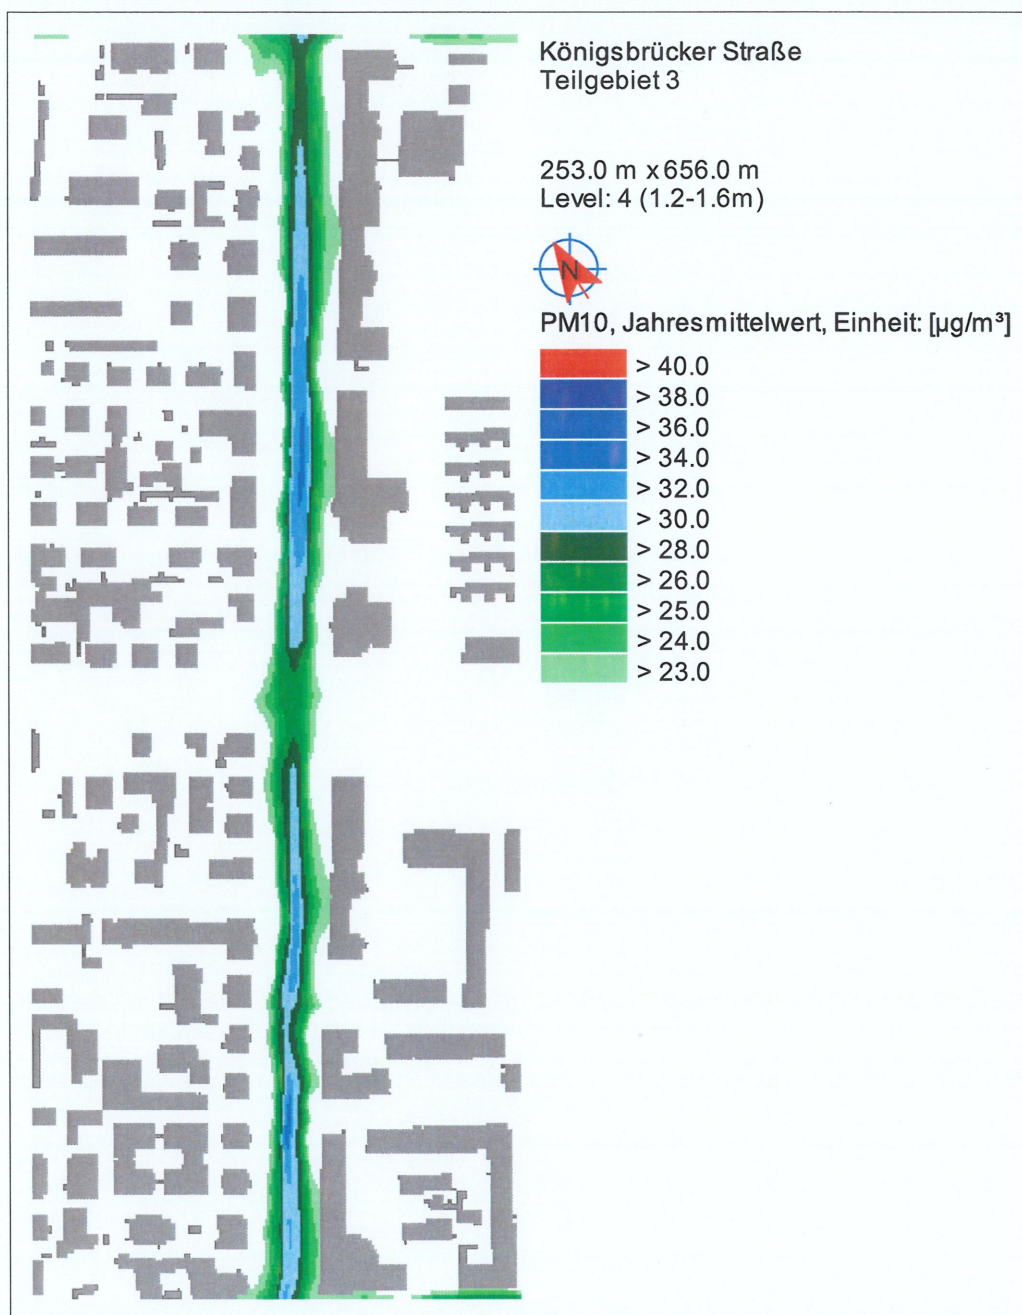 Königsbrücker Straße
Teilgebiet 3
253.0 m x 656.0 m
Level: 4 (1.2-1.6m)
N
PM10, Jahresmittelwert, Einheit: [µg/m³]
> 40.0
> 38.0
> 36.0
> 34.0
> 32.0
> 30.0
> 28.0
> 26.0
> 25.0
> 24.0
> 23.0